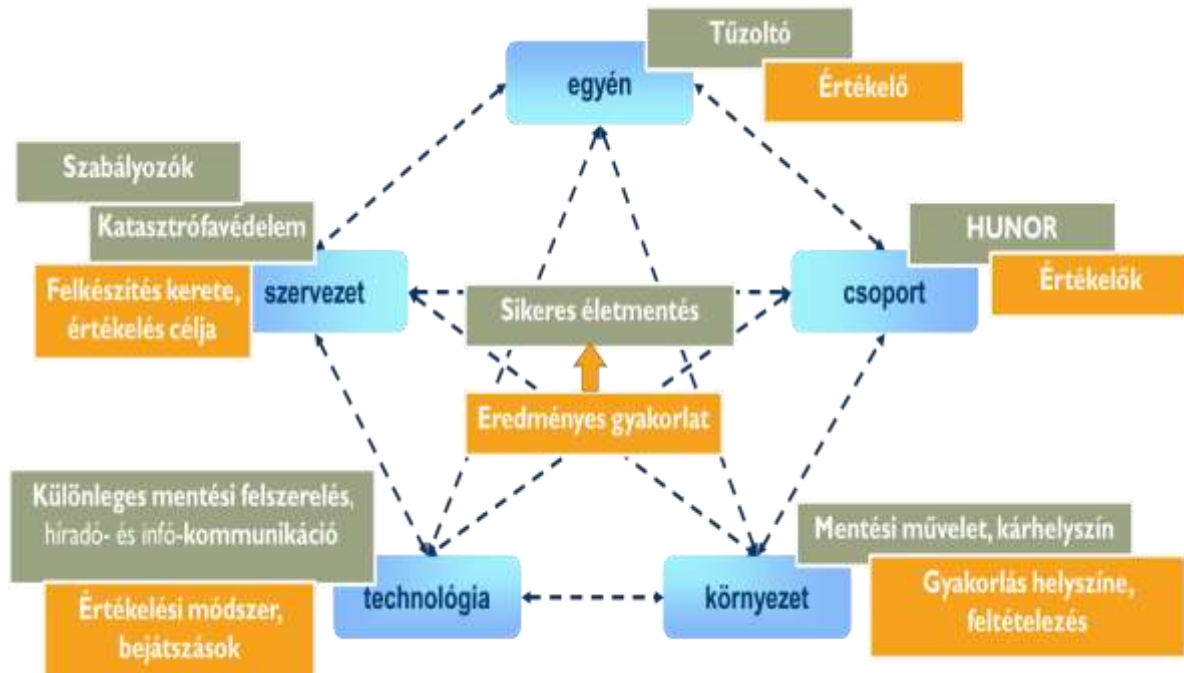 Tűzoltó
egyén
Értékelő
Szabályozók
Katasztrófavédelem
Felkészítés kerete,
értékelés célja
szervezet
HUNOR
Értékelők
csoport
Sikeres életmentés
Eredményes gyakorlat
Különleges mentési felszerelés,
híradó- és infó-kommunikáció
Értékelési módszer,
bejátszások
technológia
környezet
Mentési művelet, kárhelyszín
Gyakorlás helyszíne,
feltételezés